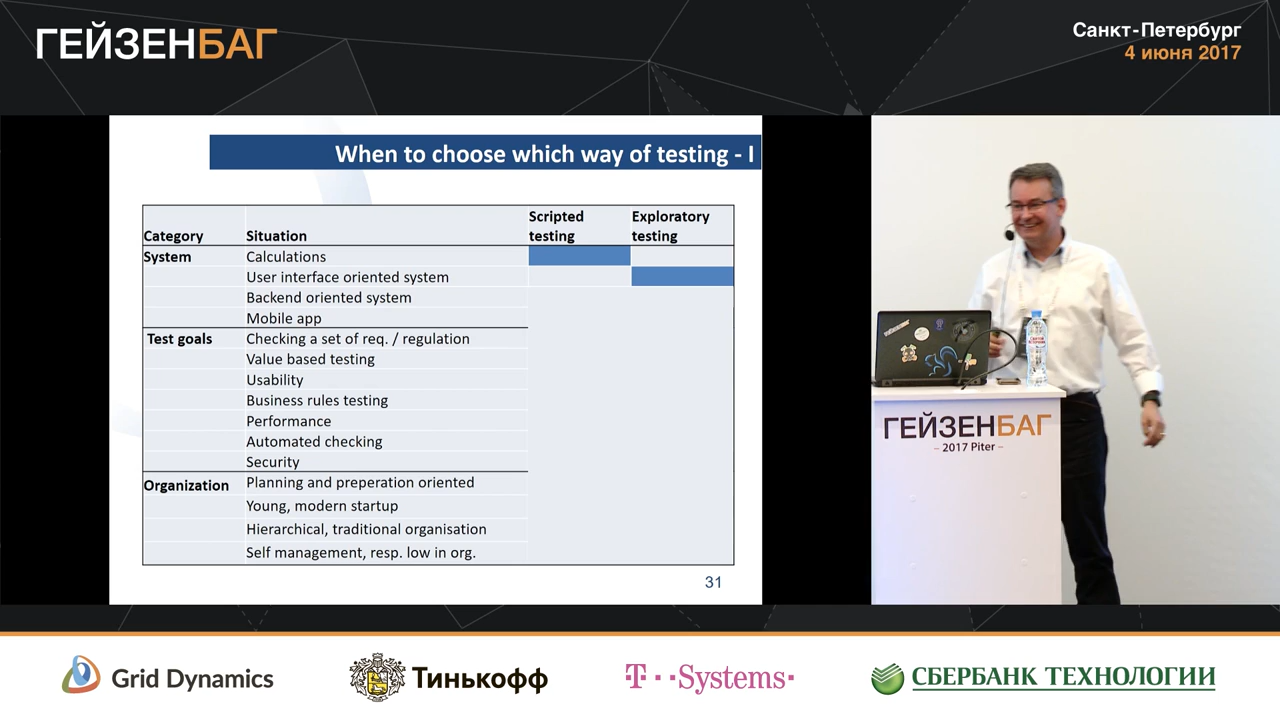 ГЕЙЗЕНБАГ
Санкт-Петербург
4 июня 2017
When to choose which way of testing - I
Category Situation Scripted testing Exploratory testing
System Calculations
User interface oriented system
Backend oriented system
Mobile app
Test goals Checking a set of req. / regulation
Value based testing
Usability
Business rules testing
Performance
Automated checking
Security
Organization Planning and preperation oriented
Young, modern startup
Hierarchical, traditional organisation
Self management, resp. low in org.
31
ГЕЙЗЕНБАГ
– 2017 Piter –
Grid Dynamics
Тинькофф
T··Systems·
СБЕРБАНК ТЕХНОЛОГИИ